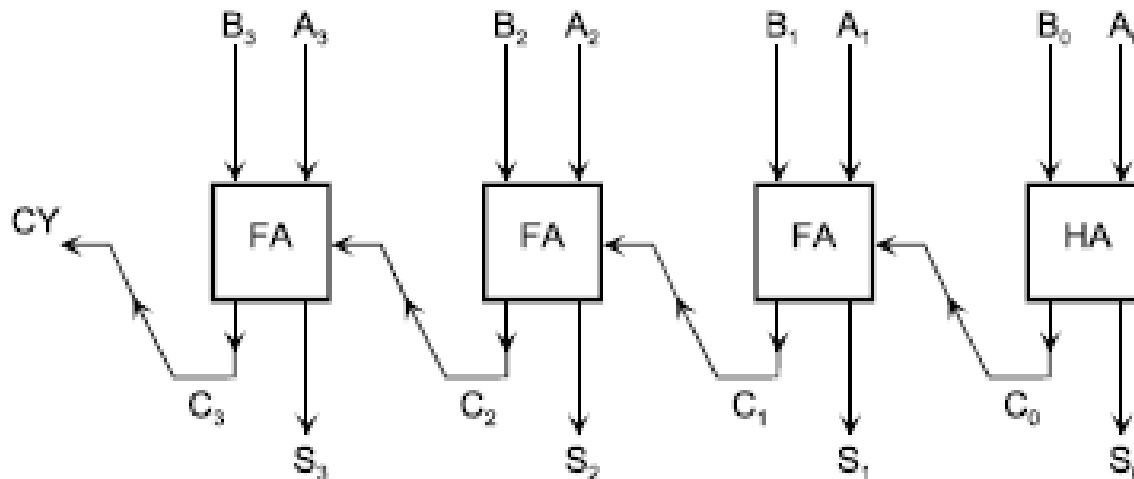 B₃ A₃ B₂ A₂ B₁ A₁ B₀ A
CY FA FA FA HA
C₃ C₂ C₁ C₀
S₃ S₂ S₁ S